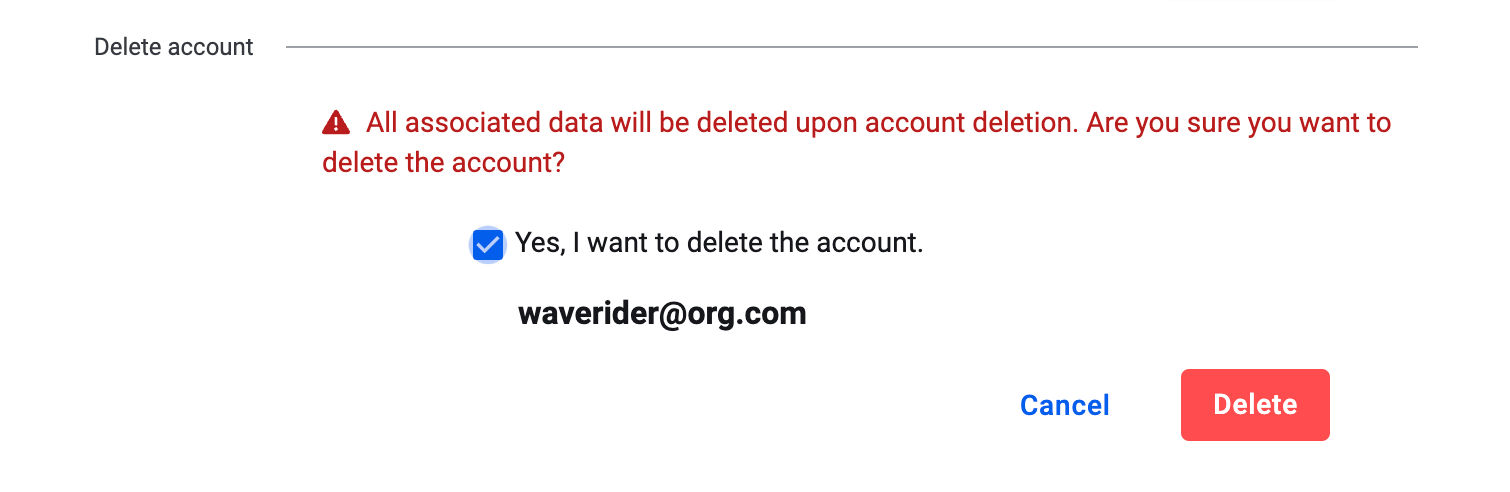 Delete account
All associated data will be deleted upon account deletion. Are you sure you want to
delete the account?
Yes, I want to delete the account.
waverider@org.com
Cancel
Delete